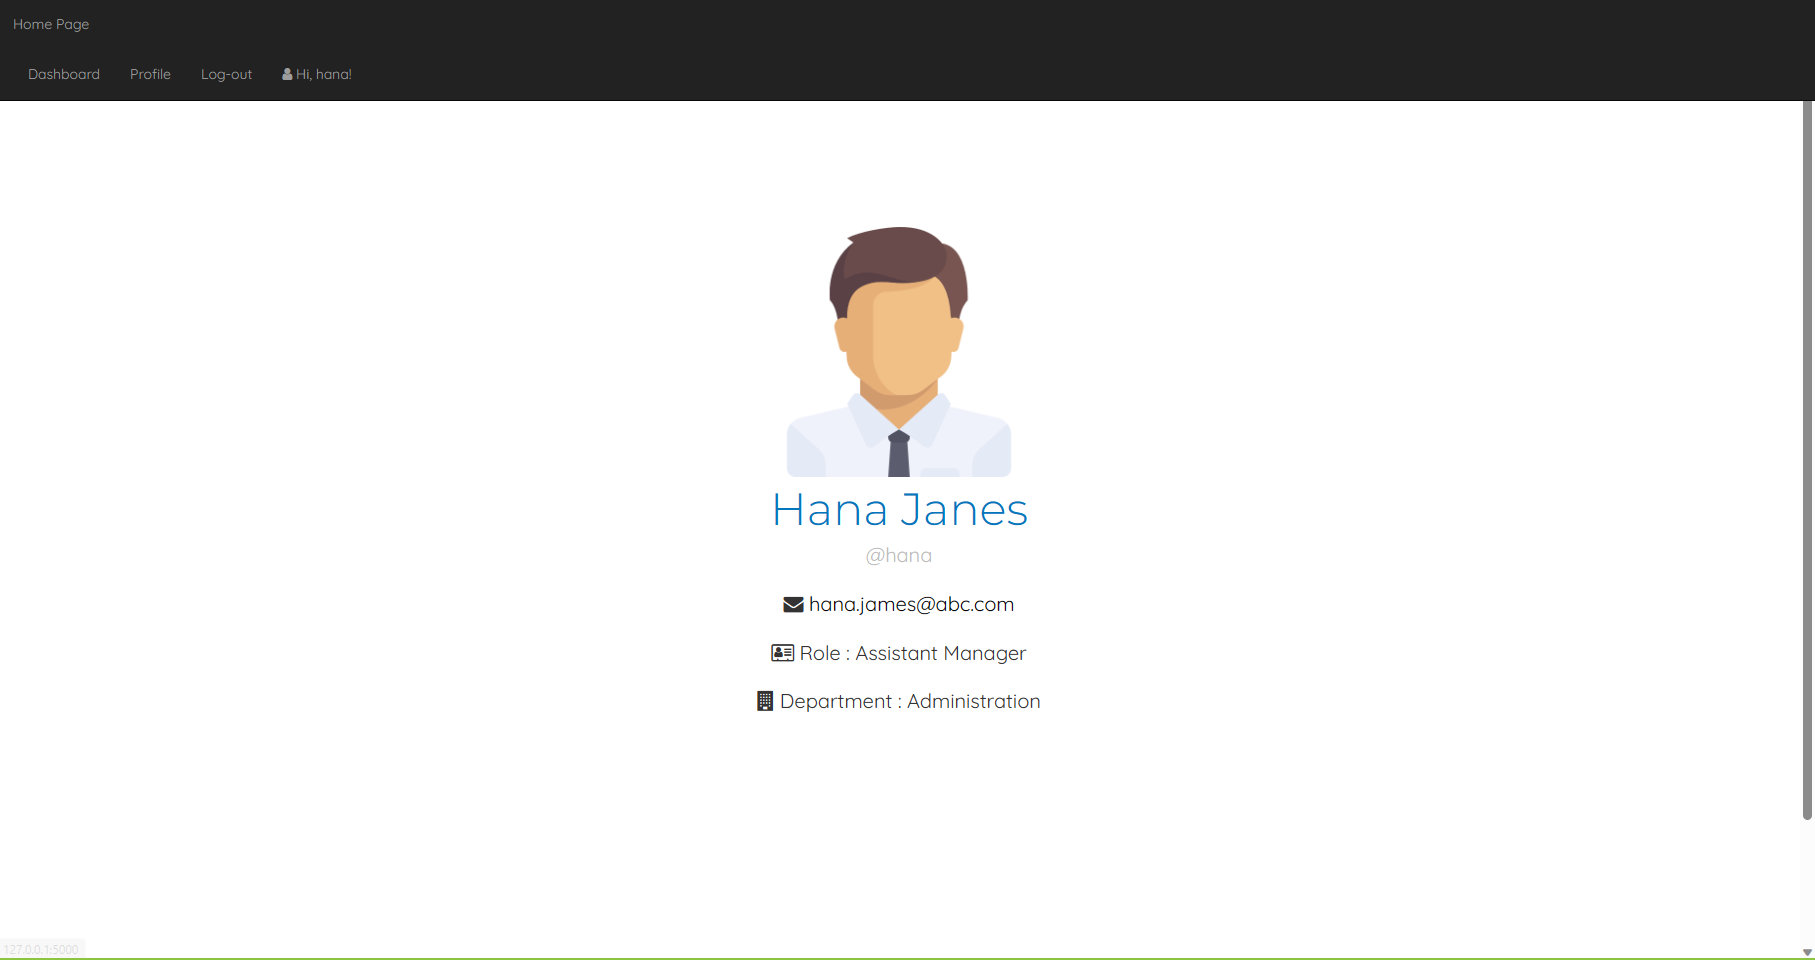 Home Page
Dashboard Profile Log-out Hi, hana!
Hana Janes
@hana
hana.james@abc.com
Role : Assistant Manager
Department : Administration
127.0.0.1:5000